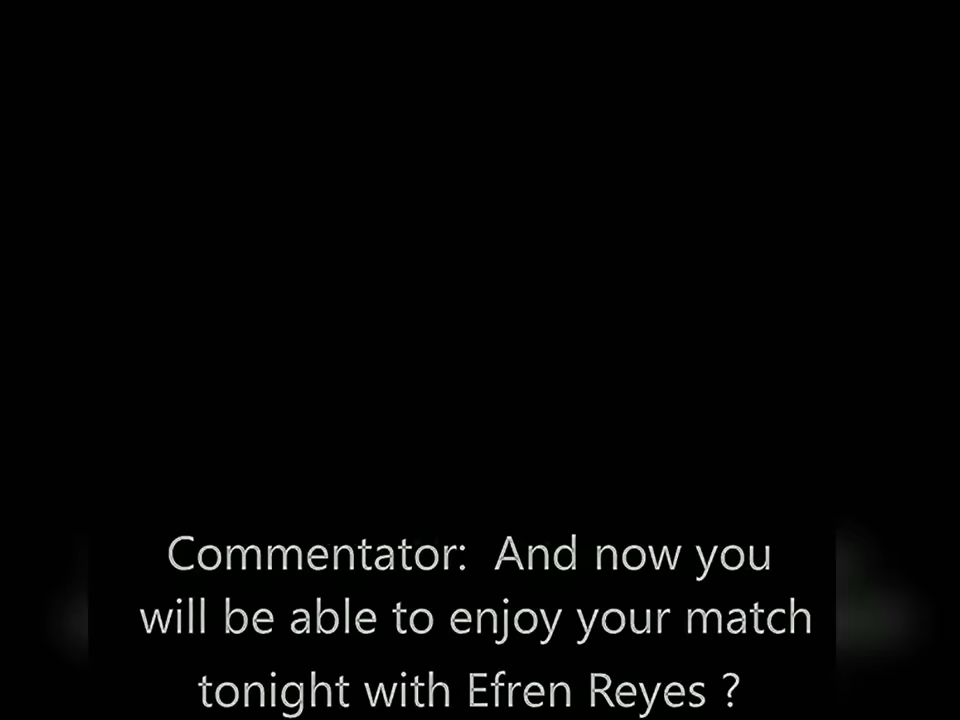 Commentator:  And now you
will be able to enjoy your match
tonight with Efren Reyes ?